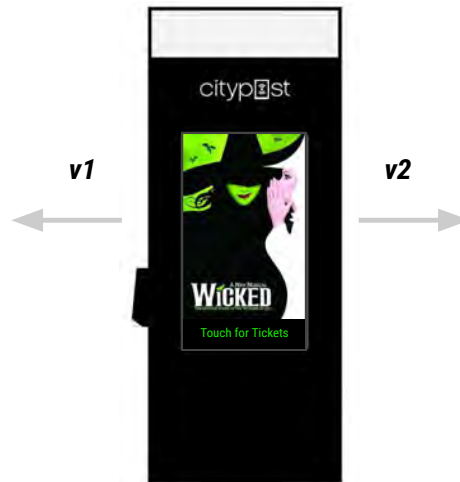 citypost
v1
v2
A NEW MUSICAL
WICKED
Touch for Tickets